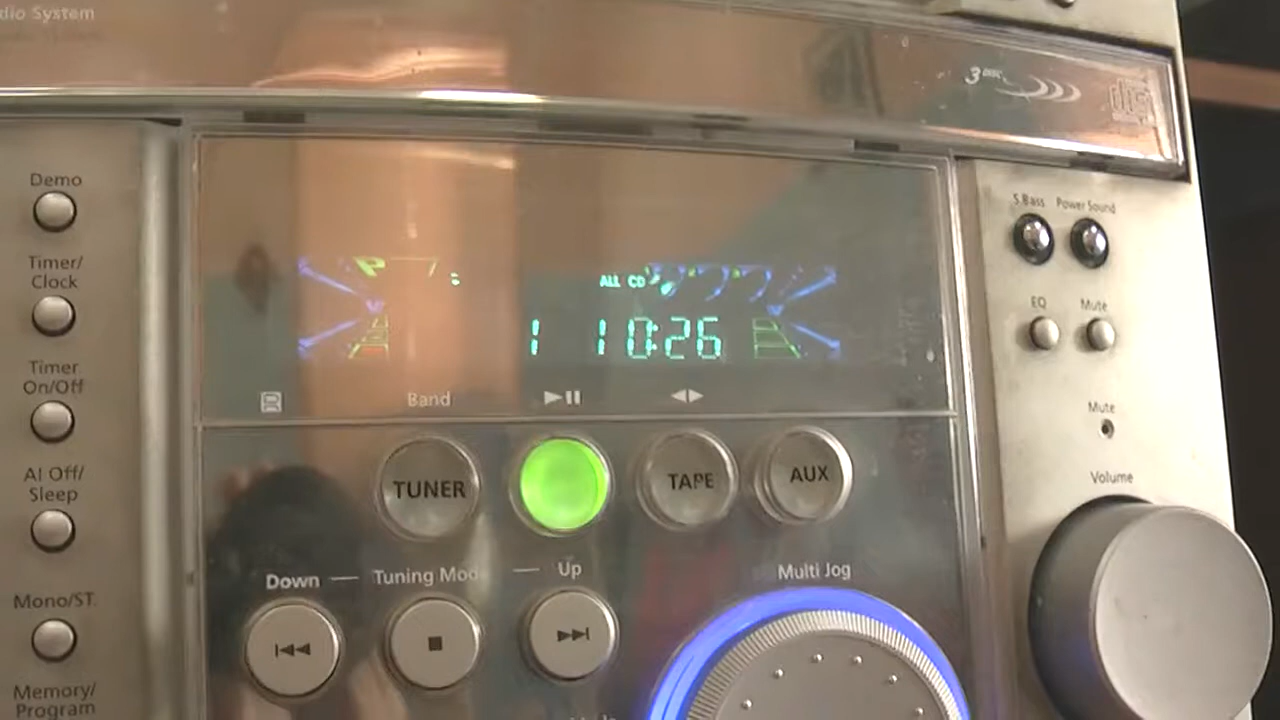 dio System
3 DISC
disc
Demo
S.Bass Power Sound
Timer/
Clock
ALL CD
EQ Mute
1 10:26
Timer
On/Off
Band
Mute
AI Off/
Sleep
TUNER TAPE AUX
Volume
Down — Tuning Mod — Up
Multi Jog
Mono/ST.
Memory/
Program